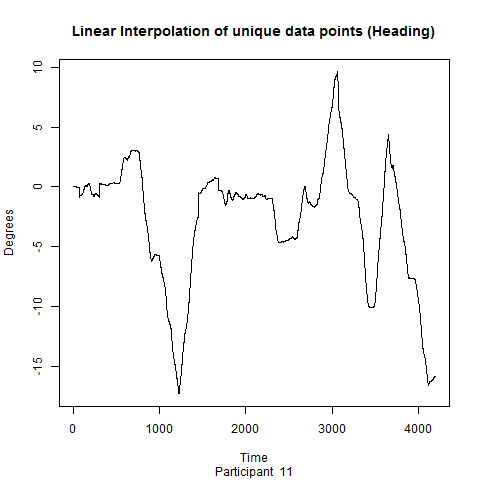 Linear Interpolation of unique data points (Heading)
10
5
0
-5
-10
-15
Degrees
0 1000 2000 3000 4000
Time
Participant 11